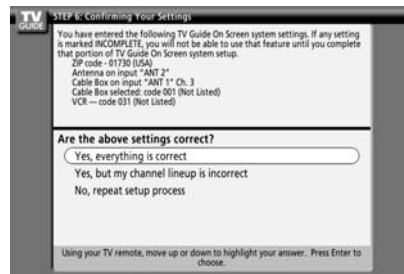 TV
GUIDE
STEP 6: Confirming Your Settings
You have entered the following TV Guide On Screen system settings. If any setting
is marked INCOMPLETE, you will not be able to use that feature until you complete
that portion of TV Guide On Screen system setup.
ZIP code - 01730 (USA)
Antenna on input "ANT 2"
Cable Box on input "ANT 1" Ch. 3
Cable Box selected: code 001 (Not Listed)
VCR — code 031 (Not Listed)
Are the above settings correct?
Yes, everything is correct
Yes, but my channel lineup is incorrect
No, repeat setup process
Using your TV remote, move up or down to highlight your answer. Press Enter to
choose.